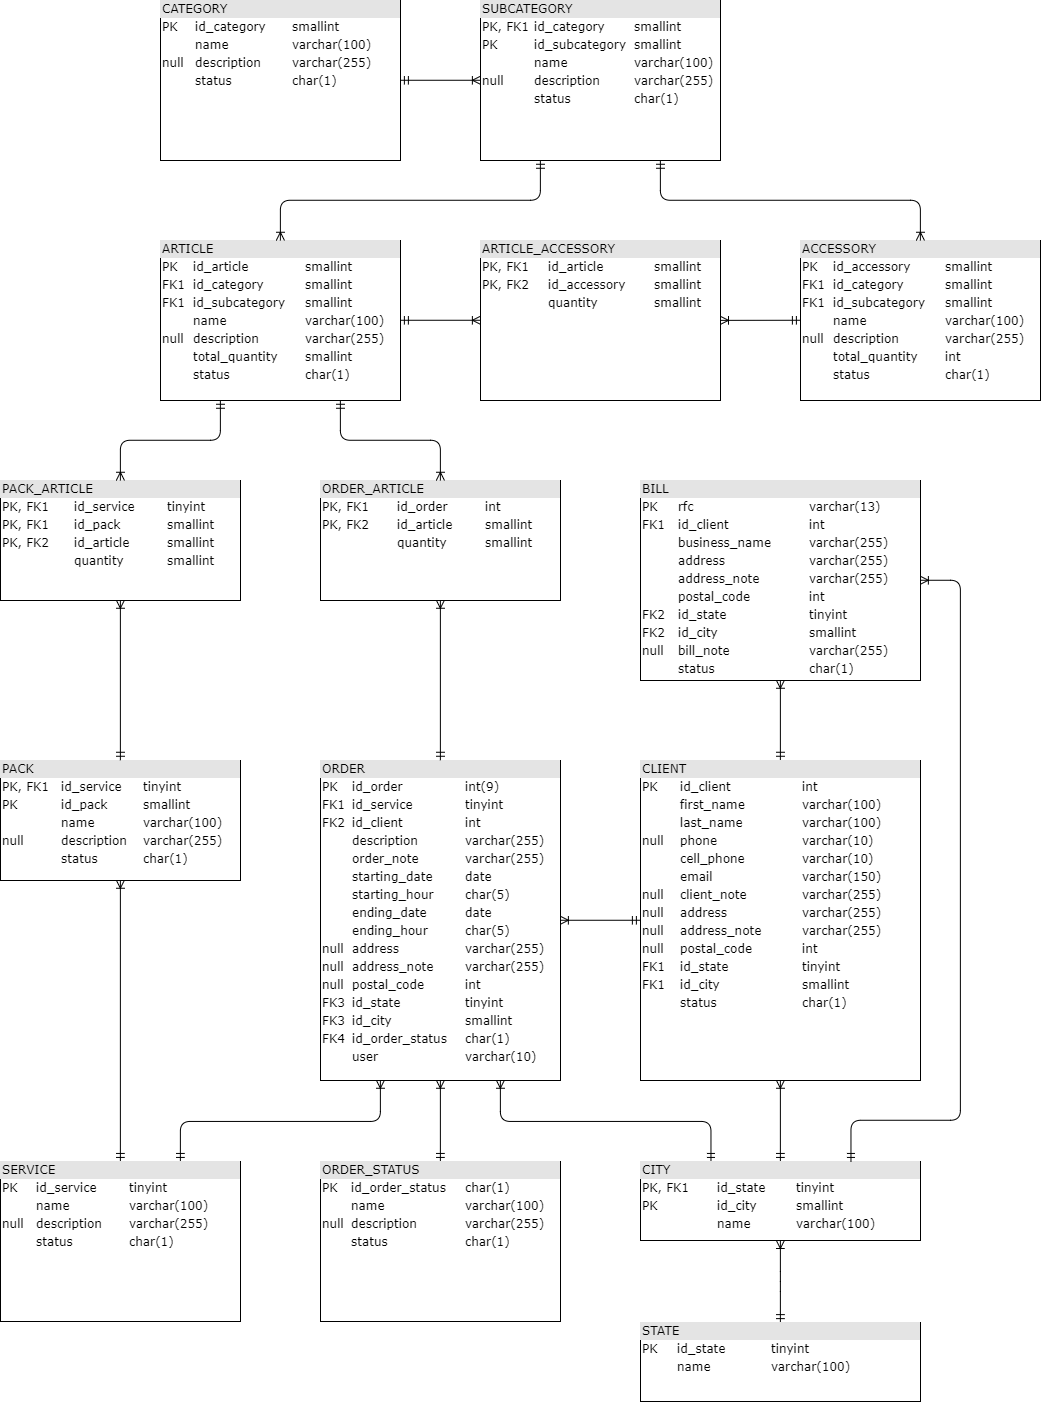 CATEGORY
PK id_category smallint
name varchar(100)
null description varchar(255)
status char(1)
SUBCATEGORY
PK, FK1 id_category smallint
PK id_subcategory smallint
name varchar(100)
null description varchar(255)
status char(1)
ARTICLE
PK id_article smallint
FK1 id_category smallint
FK1 id_subcategory smallint
name varchar(100)
null description varchar(255)
total_quantity smallint
status char(1)
ARTICLE_ACCESSORY
PK, FK1 id_article smallint
PK, FK2 id_accessory smallint
quantity smallint
ACCESSORY
PK id_accessory smallint
FK1 id_category smallint
FK1 id_subcategory smallint
name varchar(100)
null description varchar(255)
total_quantity int
status char(1)
PACK_ARTICLE
PK, FK1 id_service tinyint
PK, FK1 id_pack smallint
PK, FK2 id_article smallint
quantity smallint
ORDER_ARTICLE
PK, FK1 id_order int
PK, FK2 id_article smallint
quantity smallint
BILL
PK rfc varchar(13)
FK1 id_client int
business_name varchar(255)
address varchar(255)
address_note varchar(255)
postal_code int
FK2 id_state tinyint
FK2 id_city smallint
null bill_note varchar(255)
status char(1)
PACK
PK, FK1 id_service tinyint
PK id_pack smallint
name varchar(100)
null description varchar(255)
status char(1)
ORDER
PK id_order int(9)
FK1 id_service tinyint
FK2 id_client int
description varchar(255)
order_note varchar(255)
starting_date date
starting_hour char(5)
ending_date date
ending_hour char(5)
null address varchar(255)
null address_note varchar(255)
null postal_code int
FK3 id_state tinyint
FK3 id_city smallint
FK4 id_order_status char(1)
user varchar(10)
CLIENT
PK id_client int
first_name varchar(100)
last_name varchar(100)
null phone varchar(10)
cell_phone varchar(10)
email varchar(150)
null client_note varchar(255)
null address varchar(255)
null address_note varchar(255)
null postal_code int
FK1 id_state tinyint
FK1 id_city smallint
status char(1)
SERVICE
PK id_service tinyint
name varchar(100)
null description varchar(255)
status char(1)
ORDER_STATUS
PK id_order_status char(1)
name varchar(100)
null description varchar(255)
status char(1)
CITY
PK, FK1 id_state tinyint
PK id_city smallint
name varchar(100)
STATE
PK id_state tinyint
name varchar(100)